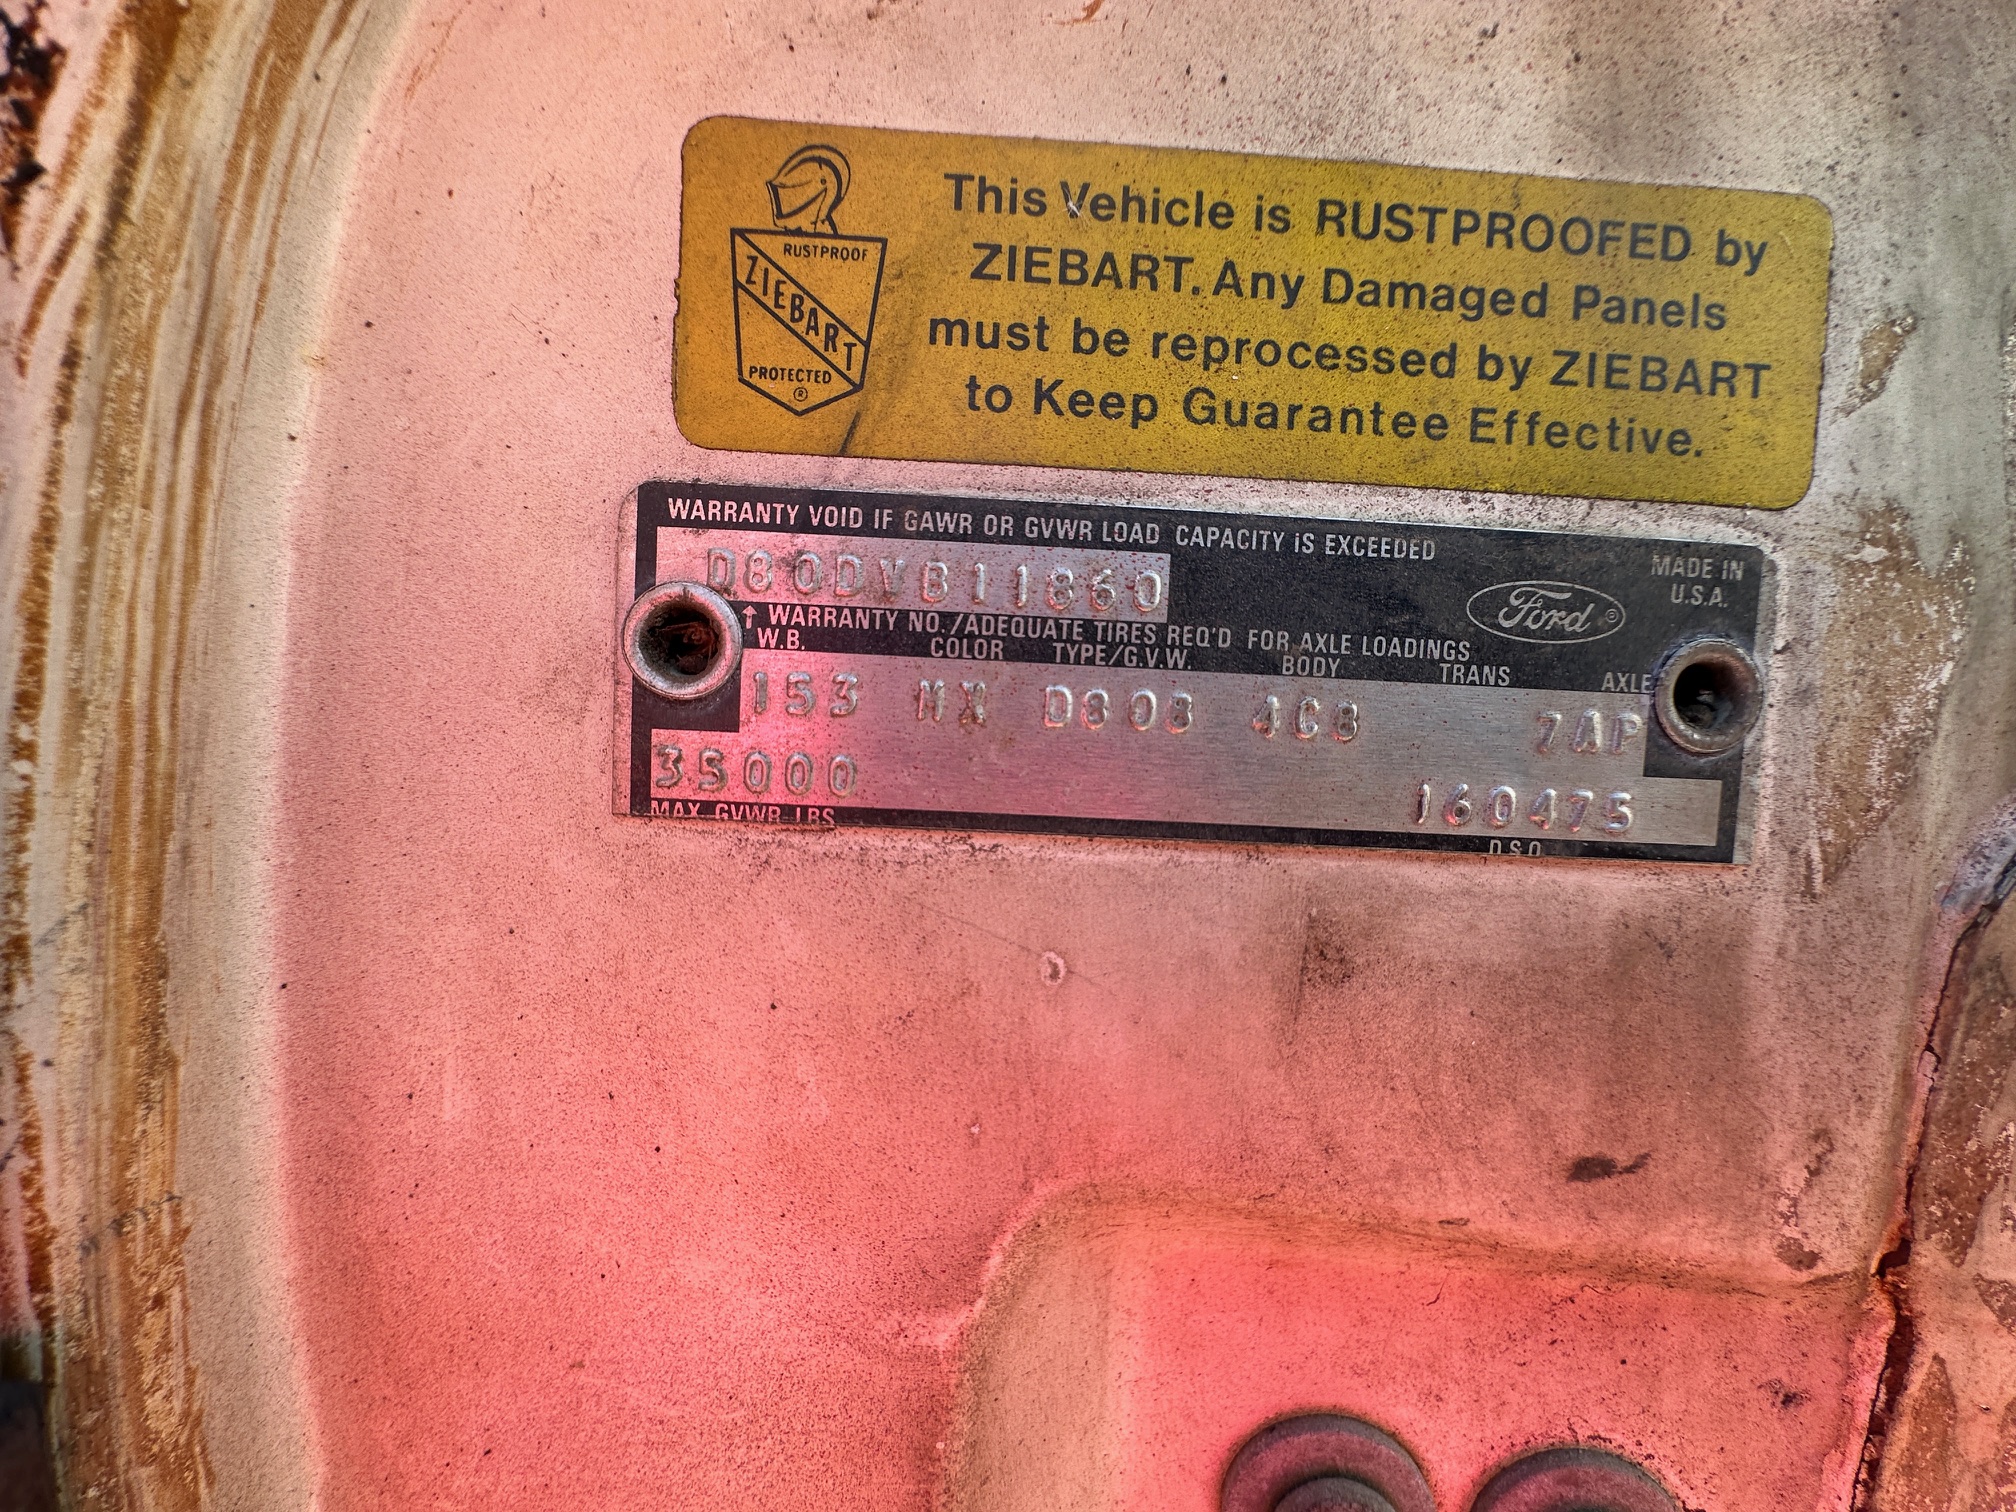 RUSTPROOF
ZIEBART
PROTECTED
®
This Vehicle is RUSTPROOFED by
ZIEBART. Any Damaged Panels
must be reprocessed by ZIEBART
to Keep Guarantee Effective.
WARRANTY VOID IF GAWR OR GVWR LOAD CAPACITY IS EXCEEDED
MADE IN
U.S.A.
D80DVB11860
Ford ®
↑ WARRANTY NO./ADEQUATE TIRES REQ'D FOR AXLE LOADINGS
W.B. COLOR TYPE/G.V.W. BODY TRANS AXLE
153 MX D808 4C8 7AP
35000 160475
MAX GVWR-LBS D.S.O.